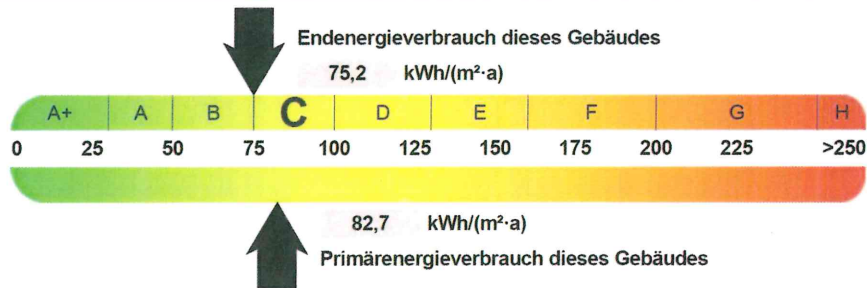 Endenergieverbrauch dieses Gebäudes
75,2 kWh/(m²·a)
A+ A B C D E F G H
0 25 50 75 100 125 150 175 200 225 >250
82,7 kWh/(m²·a)
Primärenergieverbrauch dieses Gebäudes